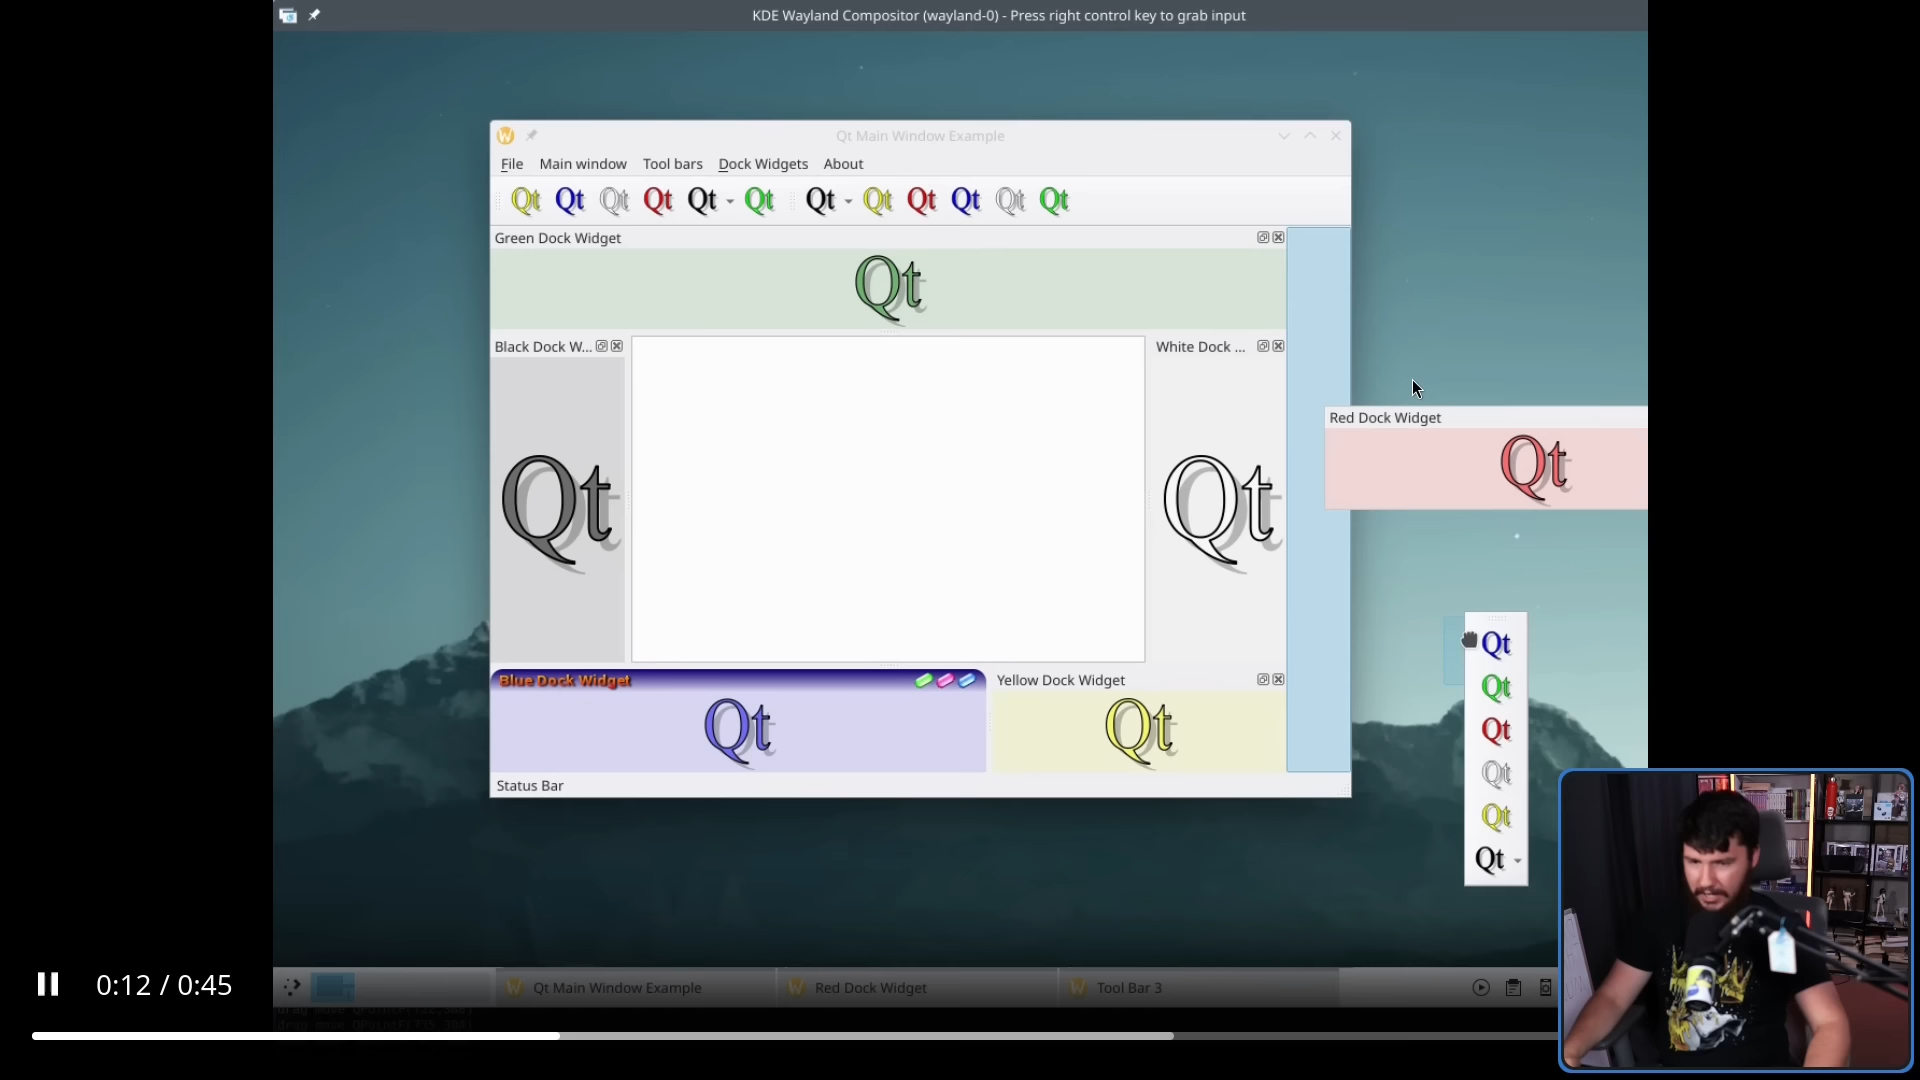 KDE Wayland Compositor (wayland-0) - Press right control key to grab input
Qt Main Window Example
File Main window Tool bars Dock Widgets About
Qt Qt Qt Qt Qt Qt Qt Qt Qt Qt Qt Qt
Green Dock Widget
Qt
Black Dock W...
Qt
White Dock ...
Qt
Red Dock Widget
Qt
Blue Dock Widget
Qt
Yellow Dock Widget
Qt
Status Bar
Qt
Qt
Qt
Qt
Qt
Qt
0:12 / 0:45
Qt Main Window Example
Red Dock Widget
Tool Bar 3